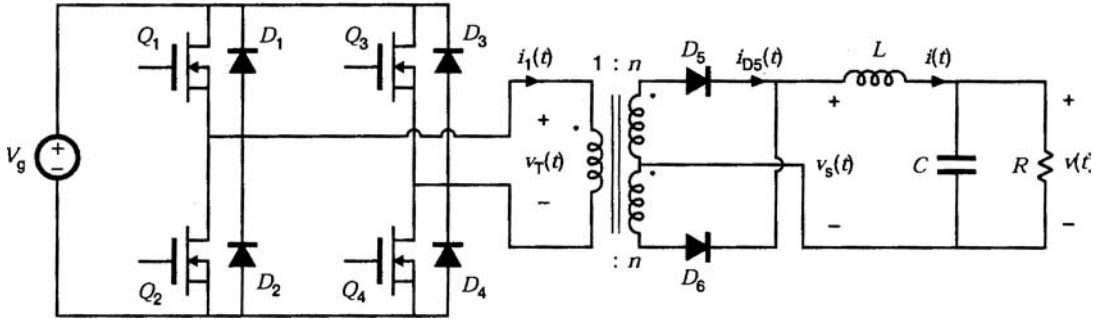 Q1
D1
Q3
D3
i1(t)
1 : n
D5
iD5(t)
L
i(t)
+
−
Vg
+
vT(t)
−
+
vs(t)
−
C
R
+
v(t)
−
Q2
D2
Q4
D4
: n
D6